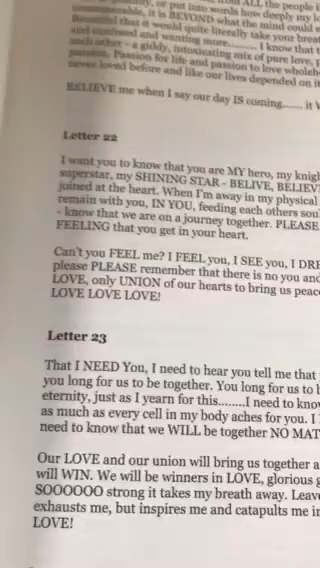 ALL the people i
or put into words how deeply my lo
it is BEYOND what the mind could e
that it would quite literally take your brea
and confused and wanting more......... I know that t
each other - a giddy, intoxicating mix of pure love, p
passion. Passion for life and passion to love wholeh
never loved before and like our lives depended on it
BELIEVE me when I say our day IS coming....... it W
Letter 22
I want you to know that you are MY hero, my knigh
superstar, my SHINING STAR - BELIVE, BELIEV
joined at the heart. When I'm away in my physical
remain with you, IN YOU, feeding each others sou
- know that we are on a journey together. PLEASE
FEELING that you get in your heart.
Can't you FEEL me? I FEEL you, I SEE you, I DRE
please PLEASE remember that there is no you and
LOVE, only UNION of our hearts to bring us peac
LOVE LOVE LOVE!
Letter 23
That I NEED You, I need to hear you tell me that
you long for us to be together. You long for us to b
eternity, just as I yearn for this........I need to know
as much as every cell in my body aches for you. I
need to know that we WILL be together NO MAT
Our LOVE and our union will bring us together a
will WIN. We will be winners in LOVE, glorious g
SOOOOOO strong it takes my breath away. Leave
exhausts me, but inspires me and catapults me in
LOVE!